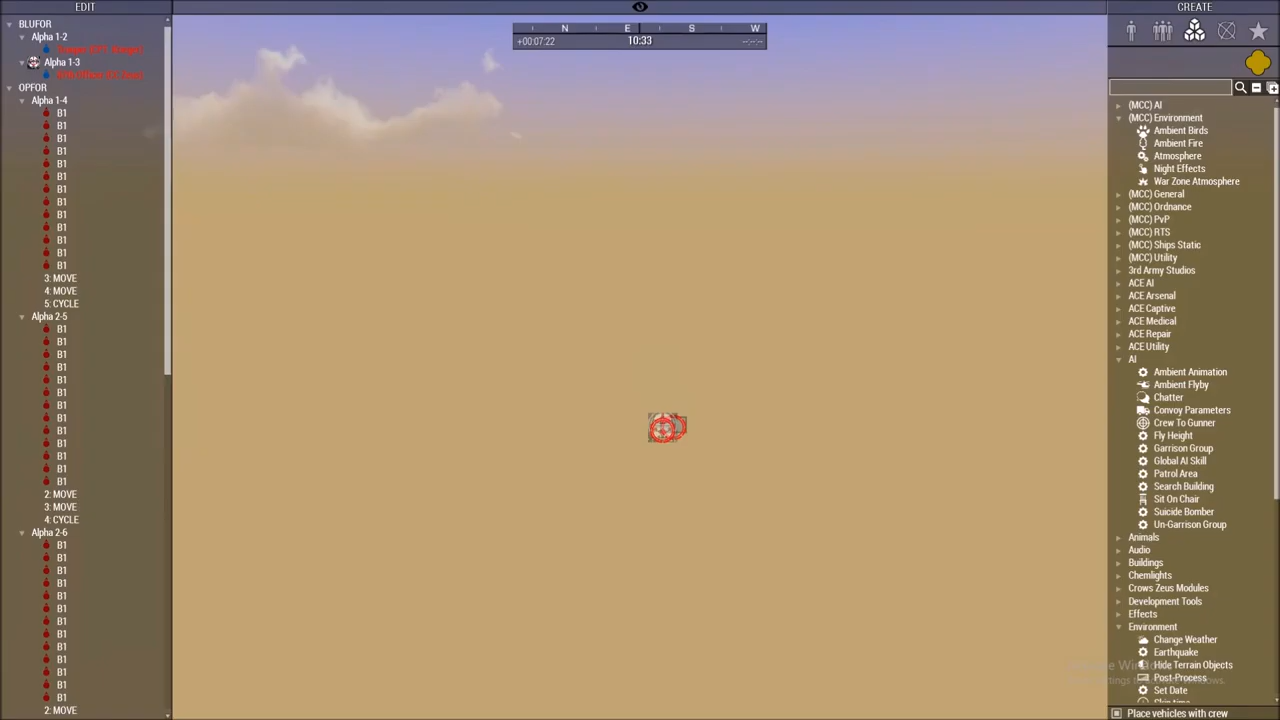 EDIT
BLUFOR
Alpha 1-2
Alpha 1-3
OPFOR
Alpha 1-4
B1
B1
B1
B1
B1
B1
B1
B1
B1
B1
B1
B1
B1
3: MOVE
4: MOVE
5: CYCLE
Alpha 2-5
B1
B1
B1
B1
B1
B1
B1
B1
B1
B1
B1
B1
B1
2: MOVE
3: MOVE
4: CYCLE
Alpha 2-6
B1
B1
B1
B1
B1
B1
B1
B1
B1
B1
B1
B1
B1
2: MOVE
N E S W
+00:07:22 10:33 --:--:--
CREATE
(MCC) AI
(MCC) Environment
Ambient Birds
Ambient Fire
Atmosphere
Night Effects
War Zone Atmosphere
(MCC) General
(MCC) Ordnance
(MCC) PvP
(MCC) RTS
(MCC) Ships Static
(MCC) Utility
3rd Army Studios
ACE AI
ACE Arsenal
ACE Captive
ACE Medical
ACE Repair
ACE Utility
AI
Ambient Animation
Ambient Flyby
Chatter
Convoy Parameters
Crew To Gunner
Fly Height
Garrison Group
Global AI Skill
Patrol Area
Search Building
Sit On Chair
Suicide Bomber
Un-Garrison Group
Animals
Audio
Buildings
Chemlights
Crows Zeus Modules
Development Tools
Effects
Environment
Change Weather
Earthquake
Hide Terrain Objects
Post-Process
Set Date
Skip time
Place vehicles with crew